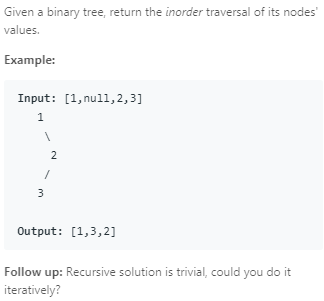 Given a binary tree, return the inorder traversal of its nodes'
values.
Example:
Input: [1,null,2,3]
1
\
2
/
3
Output: [1,3,2]
Follow up: Recursive solution is trivial, could you do it
iteratively?